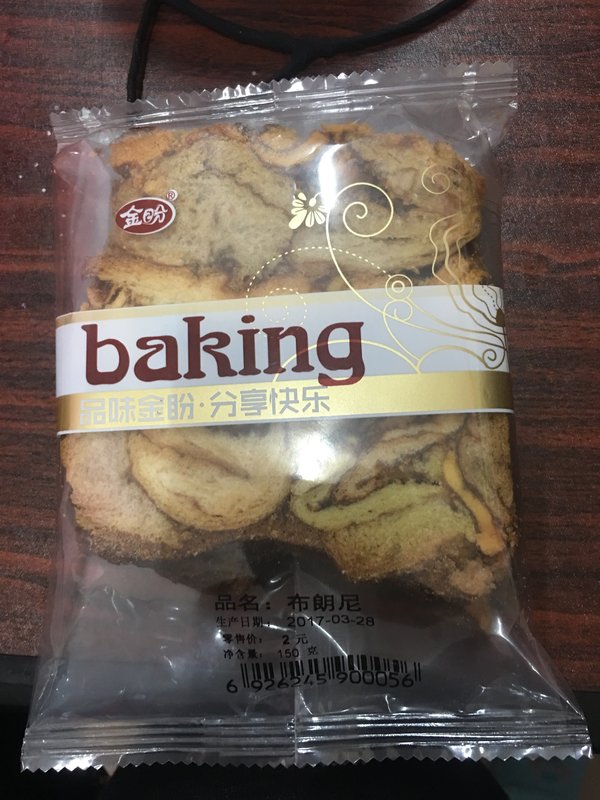 金盼®
baking
品味金盼·分享快乐
品名：布朗尼
生产日期：2017-03-28
零售价：2 元
净含量：150 克
6 926245 900056